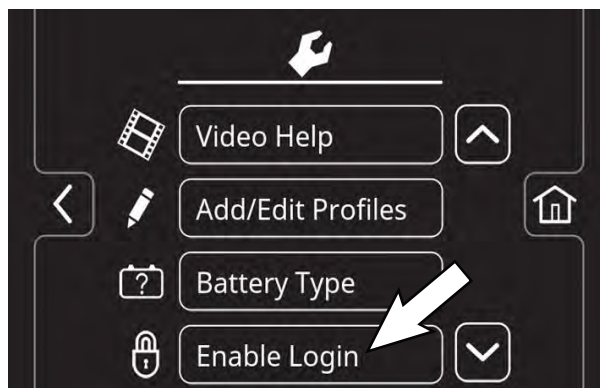 Video Help
Add/Edit Profiles
Battery Type
Enable Login